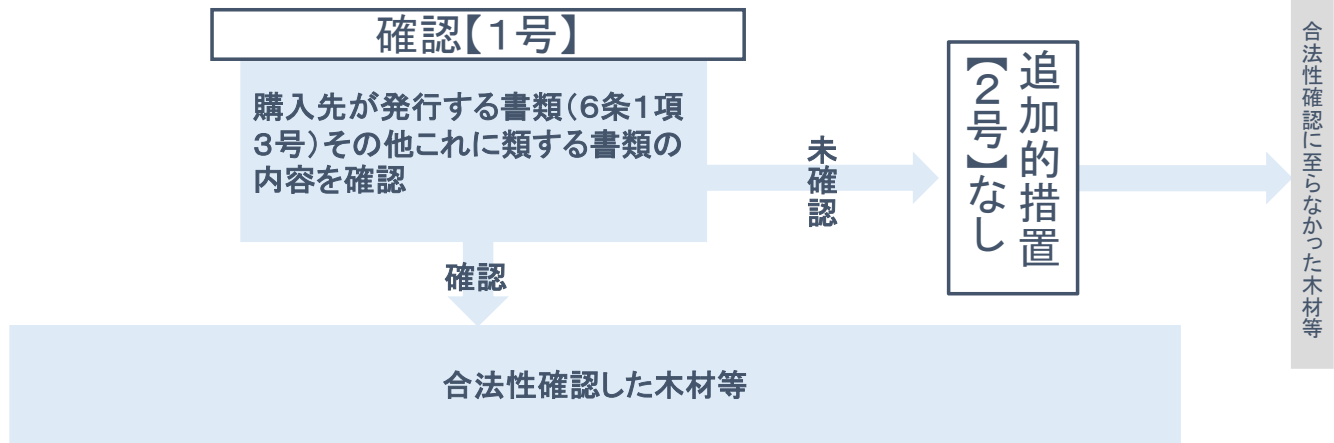 確認【１号】
購入先が発行する書類（６条１項
３号）その他これに類する書類の
内容を確認
未確認
追加的措置
【２号】なし
合法性確認に至らなかった木材等
確認
合法性確認した木材等